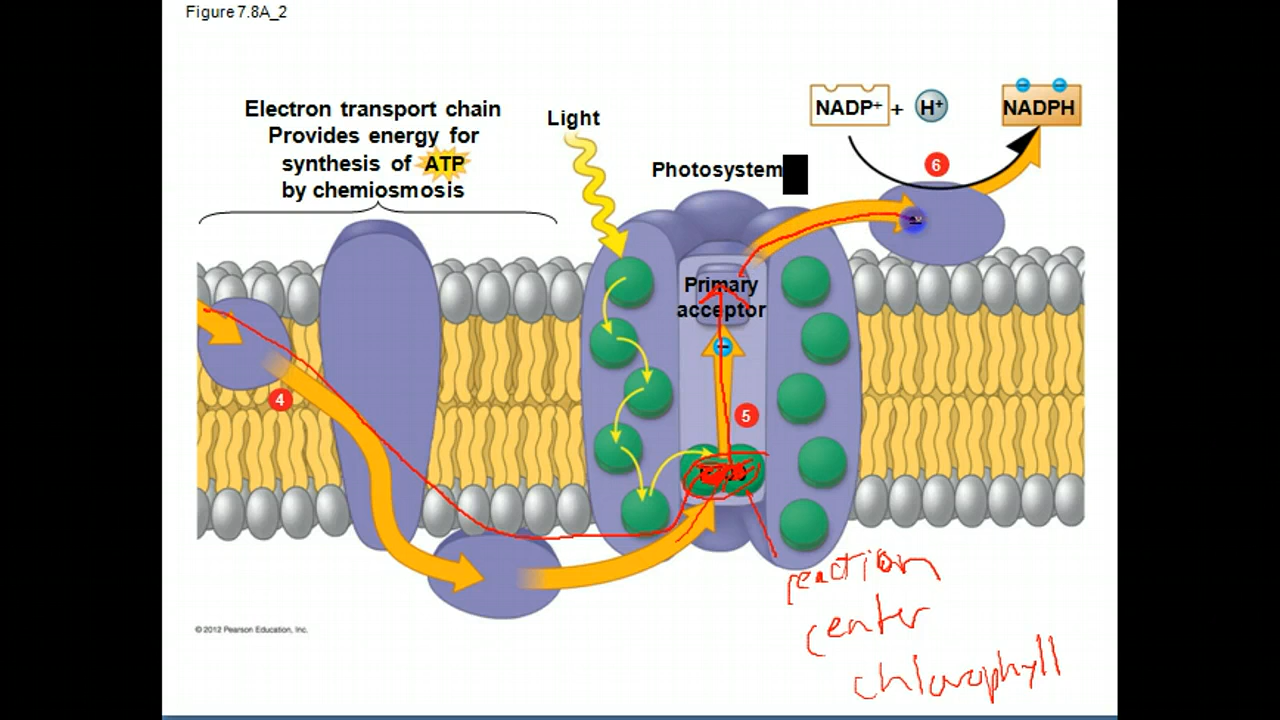 Figure 7.8A_2
Electron transport chain
Provides energy for
synthesis of ATP
by chemiosmosis
Light
Photosystem
NADP+ + H+
NADPH
6
Primary
acceptor
4
5
reaction
center
chlorophyll
© 2012 Pearson Education, Inc.